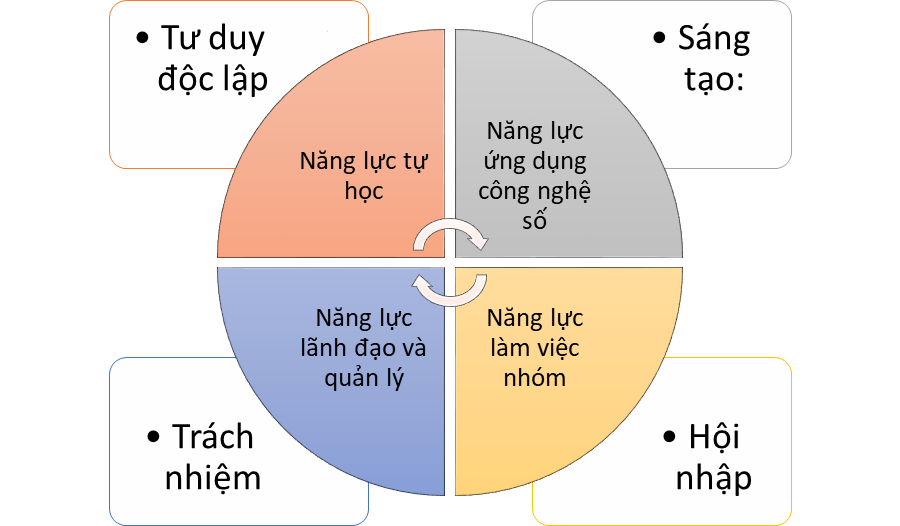 • Tư duy
độc lập
• Sáng
tạo:
Năng lực tự
học
Năng lực
ứng dụng
công nghệ
số
Năng lực
lãnh đạo và
quản lý
Năng lực
làm việc
nhóm
• Trách
nhiệm
• Hội
nhập